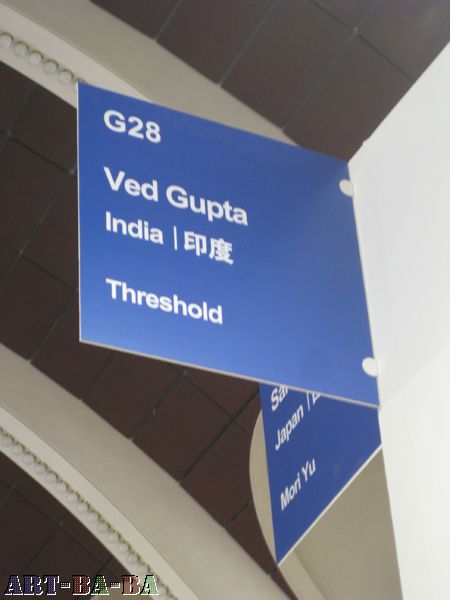 G28
Ved Gupta
India | 印度
Threshold
Japan |
Mori Yu
ART-BA-BA